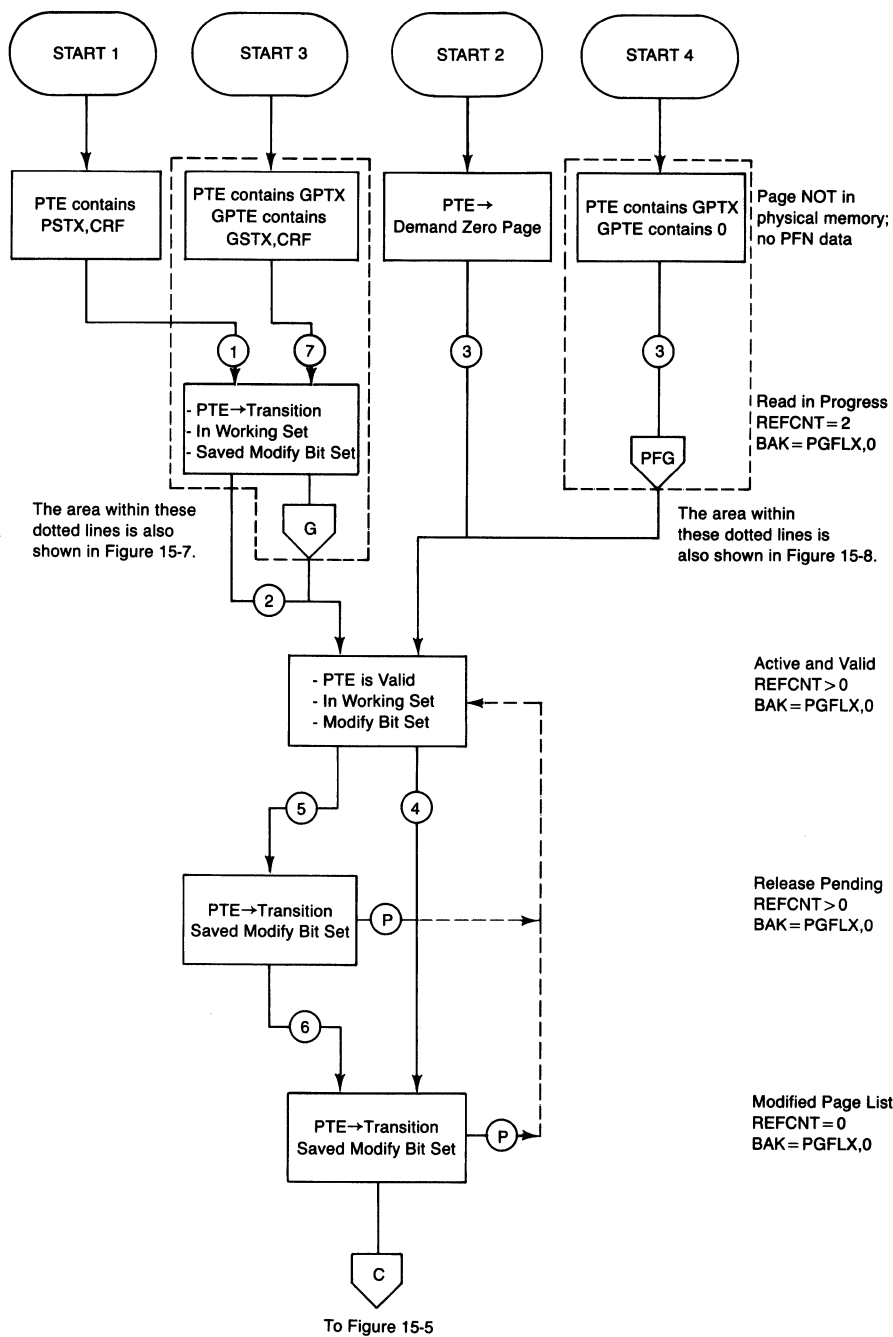 START 1
START 3
START 2
START 4
PTE contains
PSTX,CRF
PTE contains GPTX
GPTE contains
GSTX,CRF
PTE→
Demand Zero Page
PTE contains GPTX
GPTE contains 0
Page NOT in
physical memory;
no PFN data
1
7
3
3
- PTE→Transition
- In Working Set
- Saved Modify Bit Set
PFG
Read in Progress
REFCNT=2
BAK=PGFLX,0
The area within these
dotted lines is also
shown in Figure 15-7.
G
The area within
these dotted lines is
also shown in Figure 15-8.
2
- PTE is Valid
- In Working Set
- Modify Bit Set
Active and Valid
REFCNT>0
BAK=PGFLX,0
5
4
PTE→Transition
Saved Modify Bit Set
P
Release Pending
REFCNT>0
BAK=PGFLX,0
6
PTE→Transition
Saved Modify Bit Set
P
Modified Page List
REFCNT=0
BAK=PGFLX,0
C
To Figure 15-5